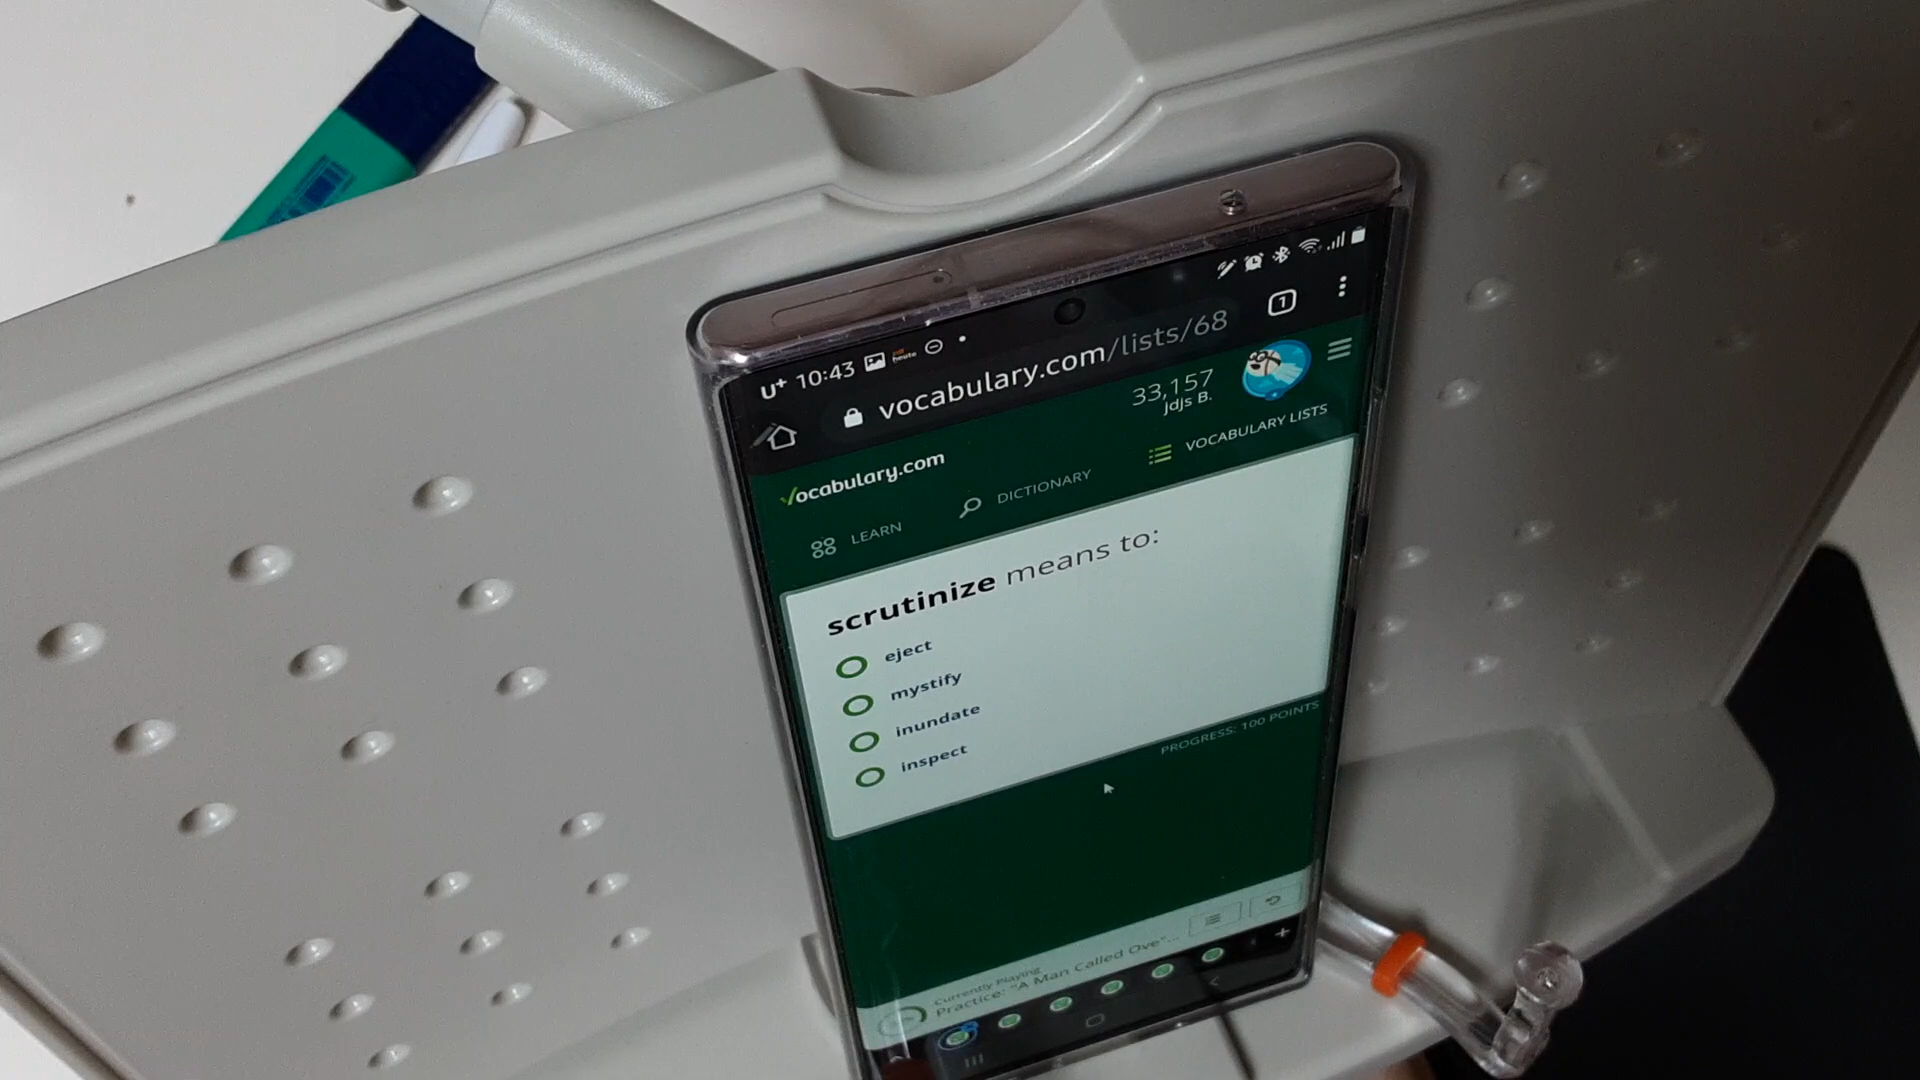 U+ 10:43
vocabulary.com/lists/68
1
33,157
jdjs B.
Vocabulary.com
LEARN
DICTIONARY
VOCABULARY LISTS
scrutinize means to:
eject
mystify
inundate
inspect
PROGRESS: 100 POINTS
Currently Playing
Practice: "A Man Called Ove"...